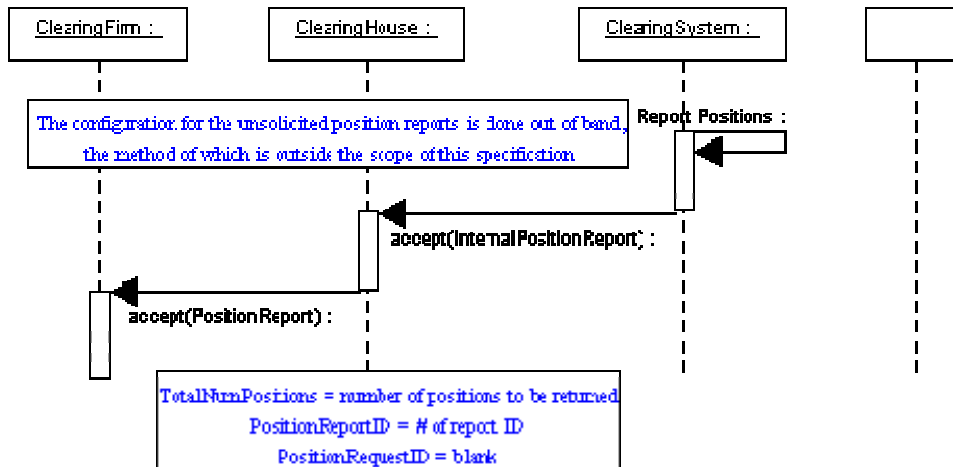 ClearingFirm :
ClearingHouse :
ClearingSystem :
The configuration for the unsolicited position reports is done out of band,
the method of which is outside the scope of this specification
Report Positions :
accept(InternalPositionReport) :
accept(PositionReport) :
TotalNumPositions = number of positions to be returned
PositionReportID = # of report ID
PositionRequestID = blank